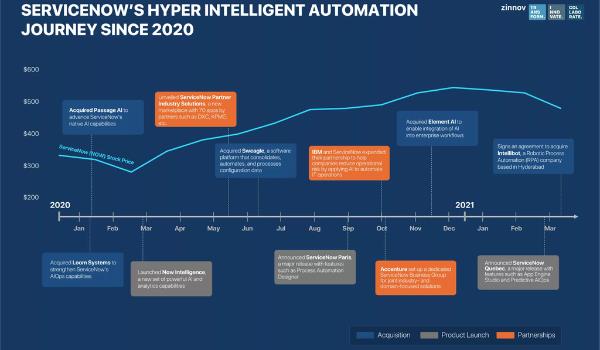 SERVICENOW'S HYPER INTELLIGENT AUTOMATION
JOURNEY SINCE 2020
zinnov
TR
ANS
FORM.
I
NNO
VATE.
COL
LABO
RATE.
$600
$500
$400
$300
$200
Acquired Passage AI to
advance ServiceNow's
native AI capabilities
unveiled ServiceNow Partner
Industry Solutions, a new
marketplace with 70 apps by
partners such as DXC, KPMG,
etc.
Acquired Sweagle, a software
platform that consolidates,
automates, and processes
configuration data
IBM and ServiceNow expanded
their partnership to help
companies reduce operational
risk by applying AI to automate
IT operations
Acquired Element AI to
enable integration of AI
into enterprise workflows
Signs an agreement to acquire
Intellibot, a Robotic Process
Automation (RPA) company
based in Hyderabad
ServiceNow (NOW) Stock Price
2020
2021
Jan
Feb
Mar
Apr
May
Jun
Jul
Aug
Sep
Oct
Nov
Dec
Jan
Feb
Mar
Acquired Loom Systems to
strengthen ServiceNow's
AIOps capabilities
Launched Now Intelligence,
a new set of powerful AI and
analytics capabilities
Announced ServiceNow Paris,
a major release with features
such as Process Automation
Designer
Accenture set up a dedicated
ServiceNow Business Group
for joint industry- and
domain-focused solutions
Announced ServiceNow
Quebec, a major release with
features such as App Engine
Studio and Predictive AIOps
Acquisition
Product Launch
Partnerships